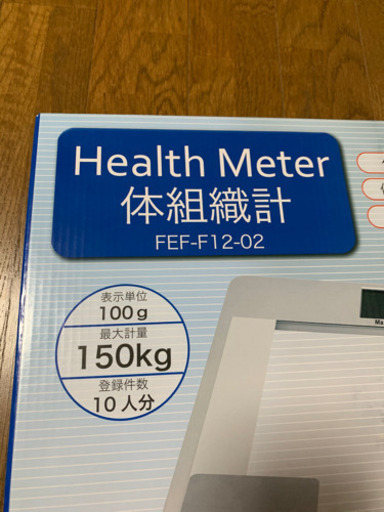 Health Meter
体組織計
FEF-F12-02
表示単位
100g
最大計量
150kg
登録件数
10人分